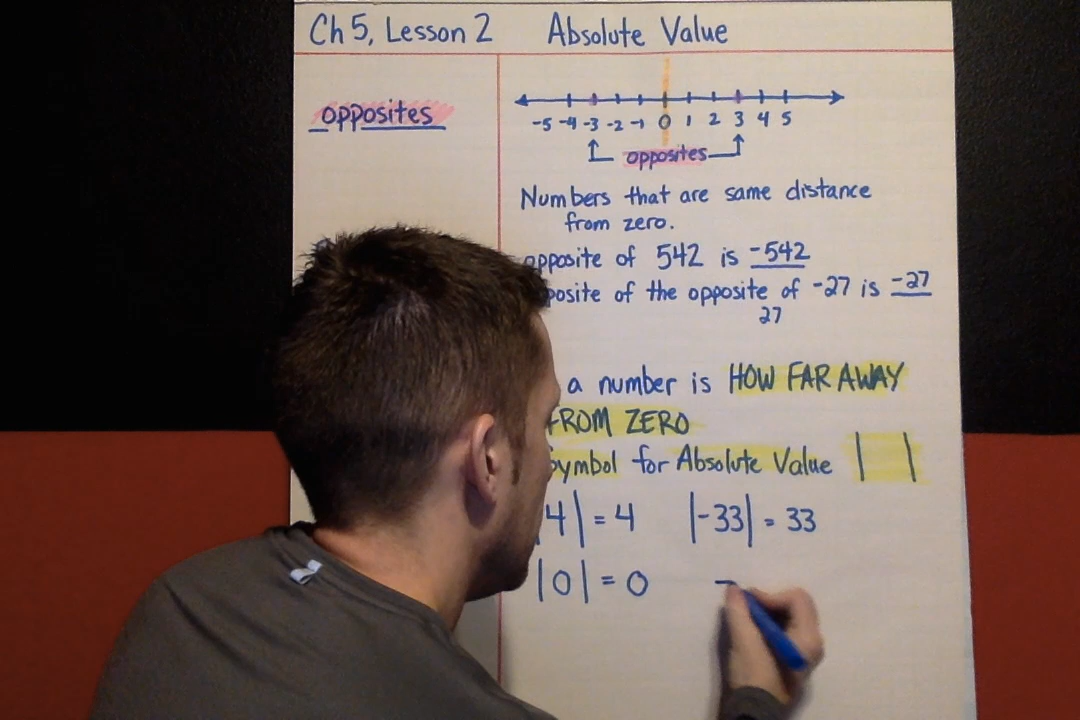 Ch 5, Lesson 2 Absolute Value
opposites
-5 -4 -3 -2 -1 0 1 2 3 4 5
opposites
Numbers that are same distance
from zero.
opposite of 542 is -542
of the opposite of -27 is -27
27
a number is HOW FAR AWAY
FROM ZERO
Symbol for Absolute Value | |
4| = 4 |-33| = 33
|0| = 0 -